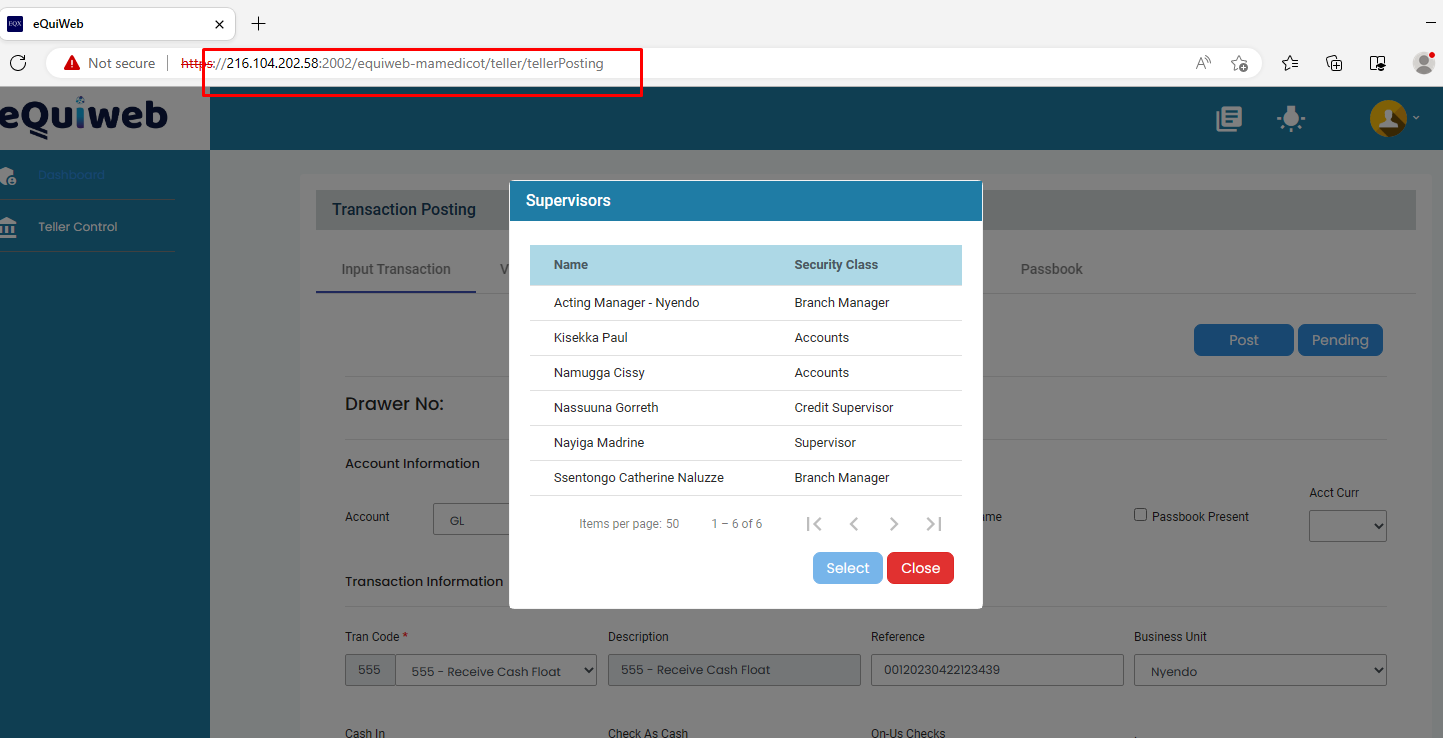 EQX eQuiWeb
Not secure https://216.104.202.58:2002/equiweb-mamedicot/teller/tellerPosting
eQuiweb
Dashboard
Teller Control
Transaction Posting
Input Transaction V Passbook
Post Pending
Drawer No:
Account Information
Account GL me Passbook Present Acct Curr
Transaction Information
Tran Code * Description Reference Business Unit
555 555 - Receive Cash Float 555 - Receive Cash Float 00120230422123439 Nyendo
Cash In Check As Cash On-Us Checks
Supervisors
Name Security Class
Acting Manager - Nyendo Branch Manager
Kisekka Paul Accounts
Namugga Cissy Accounts
Nassuuna Gorreth Credit Supervisor
Nayiga Madrine Supervisor
Ssentongo Catherine Naluzze Branch Manager
Items per page: 50 1 – 6 of 6
Select Close